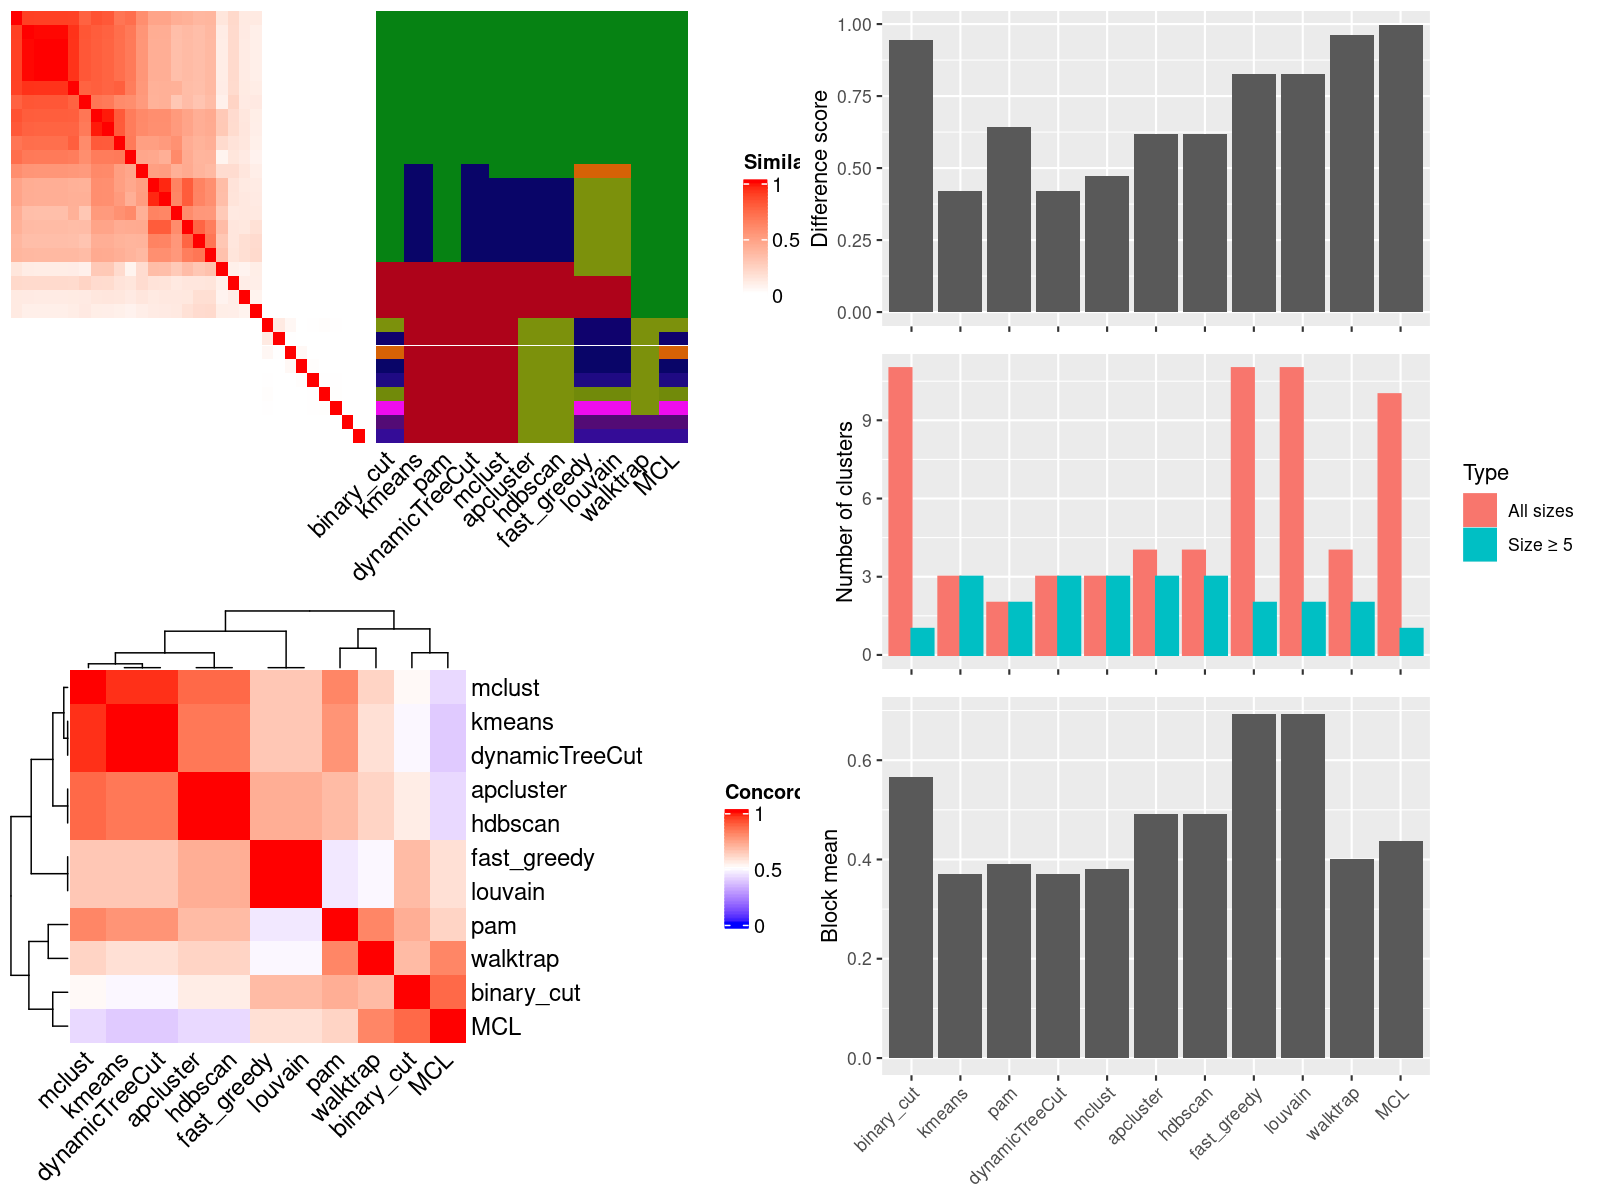 Simila
1
0.5
0
binary_cut
kmeans
pam
dynamicTreeCut
mclust
apcluster
hdbscan
fast_greedy
louvain
walktrap
MCL
mclust
kmeans
dynamicTreeCut
apcluster
hdbscan
fast_greedy
louvain
pam
walktrap
binary_cut
MCL
mclust
kmeans
dynamicTreeCut
apcluster
hdbscan
fast_greedy
louvain
pam
walktrap
binary_cut
MCL
Concord
1
0.5
0
Difference score
1.00
0.75
0.50
0.25
0.00
Number of clusters
9
6
3
0
Type
All sizes
Size ≥ 5
Block mean
0.6
0.4
0.2
0.0
binary_cut
kmeans
pam
dynamicTreeCut
mclust
apcluster
hdbscan
fast_greedy
louvain
walktrap
MCL